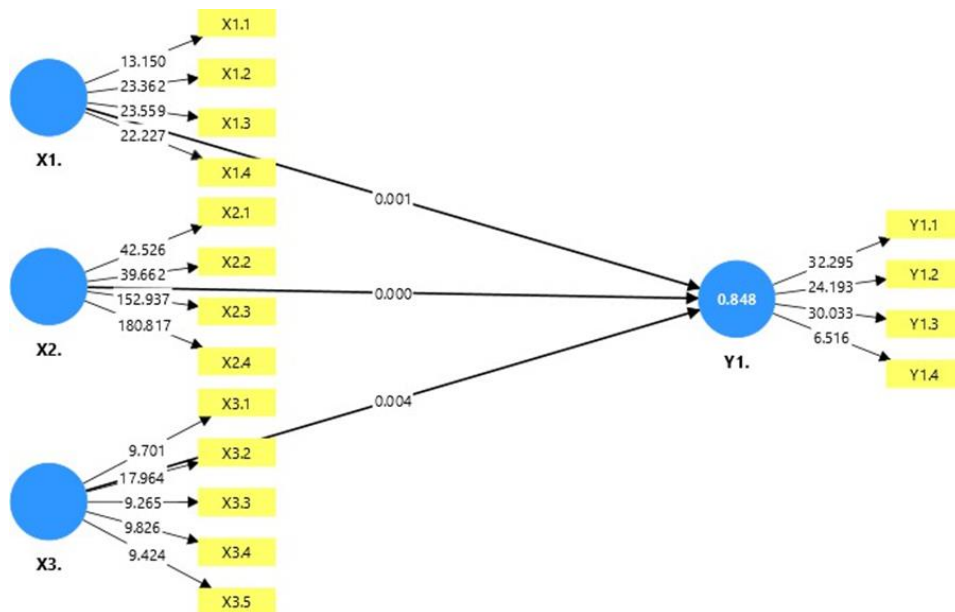 X1.1
13.150
X1.2
23.362
X1.3
23.559
22.227
X1.
X1.4
0.001
X2.1
42.526
X2.2
39.662
152.937
X2.3
180.817
X2.
X2.4
0.000
X3.1
9.701
X3.2
17.964
0.004
X3.3
9.265
9.826
X3.4
9.424
X3.
X3.5
0.848
Y1.
Y1.1
32.295
Y1.2
24.193
30.033
Y1.3
6.516
Y1.4